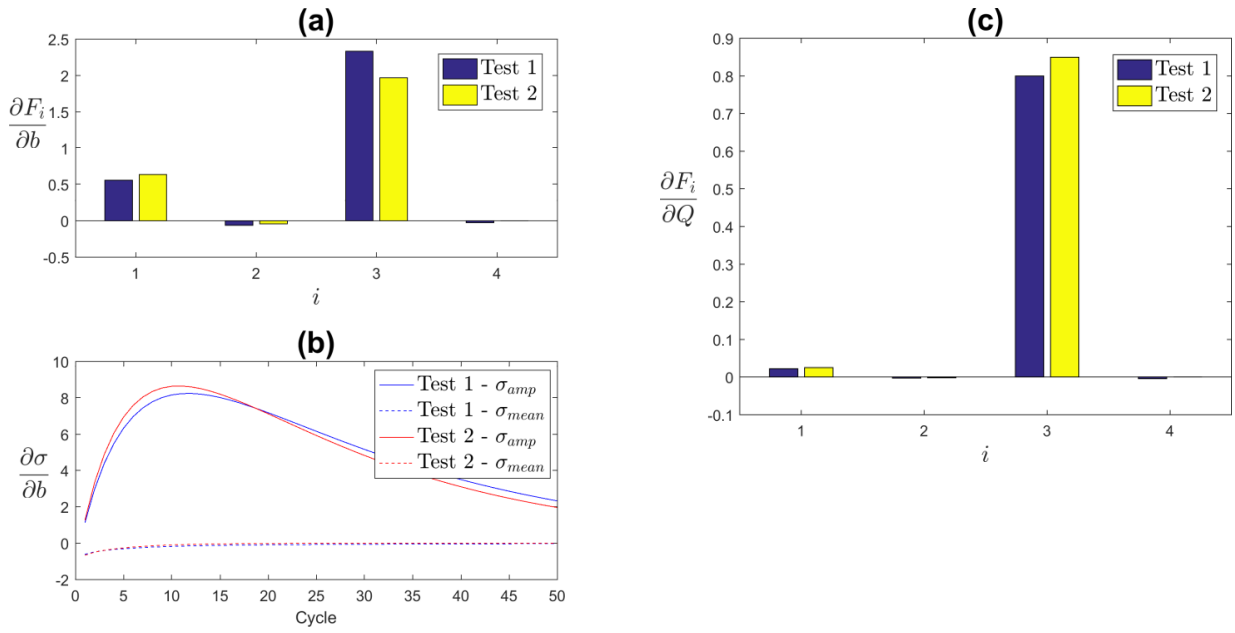 (a)
2.5
2
1.5
1
0.5
0
-0.5
∂F_i
∂b
Test 1
Test 2
1 2 3 4
i
(b)
10
8
6
4
2
0
-2
∂σ
∂b
Test 1 - σ_amp
Test 1 - σ_mean
Test 2 - σ_amp
Test 2 - σ_mean
0 5 10 15 20 25 30 35 40 45 50
Cycle
(c)
0.9
0.8
0.7
0.6
0.5
0.4
0.3
0.2
0.1
0
-0.1
∂F_i
∂Q
Test 1
Test 2
1 2 3 4
i